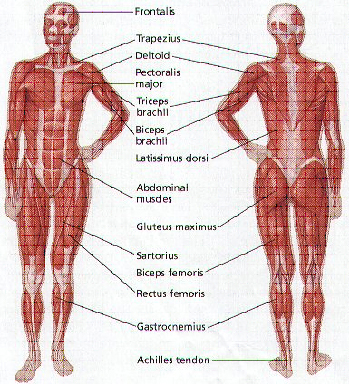 Frontalis
Trapezius
Deltoid
Pectoralis
major
Triceps
brachii
Biceps
brachii
Latissimus dorsi
Abdominal
muscles
Gluteus maximus
Sartorius
Biceps femoris
Rectus femoris
Gastrocnemius
Achilles tendon